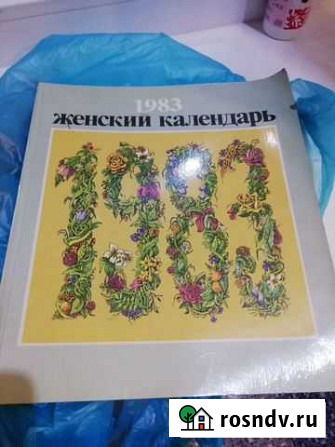 1983
женский календарь
1983
rosndv.ru